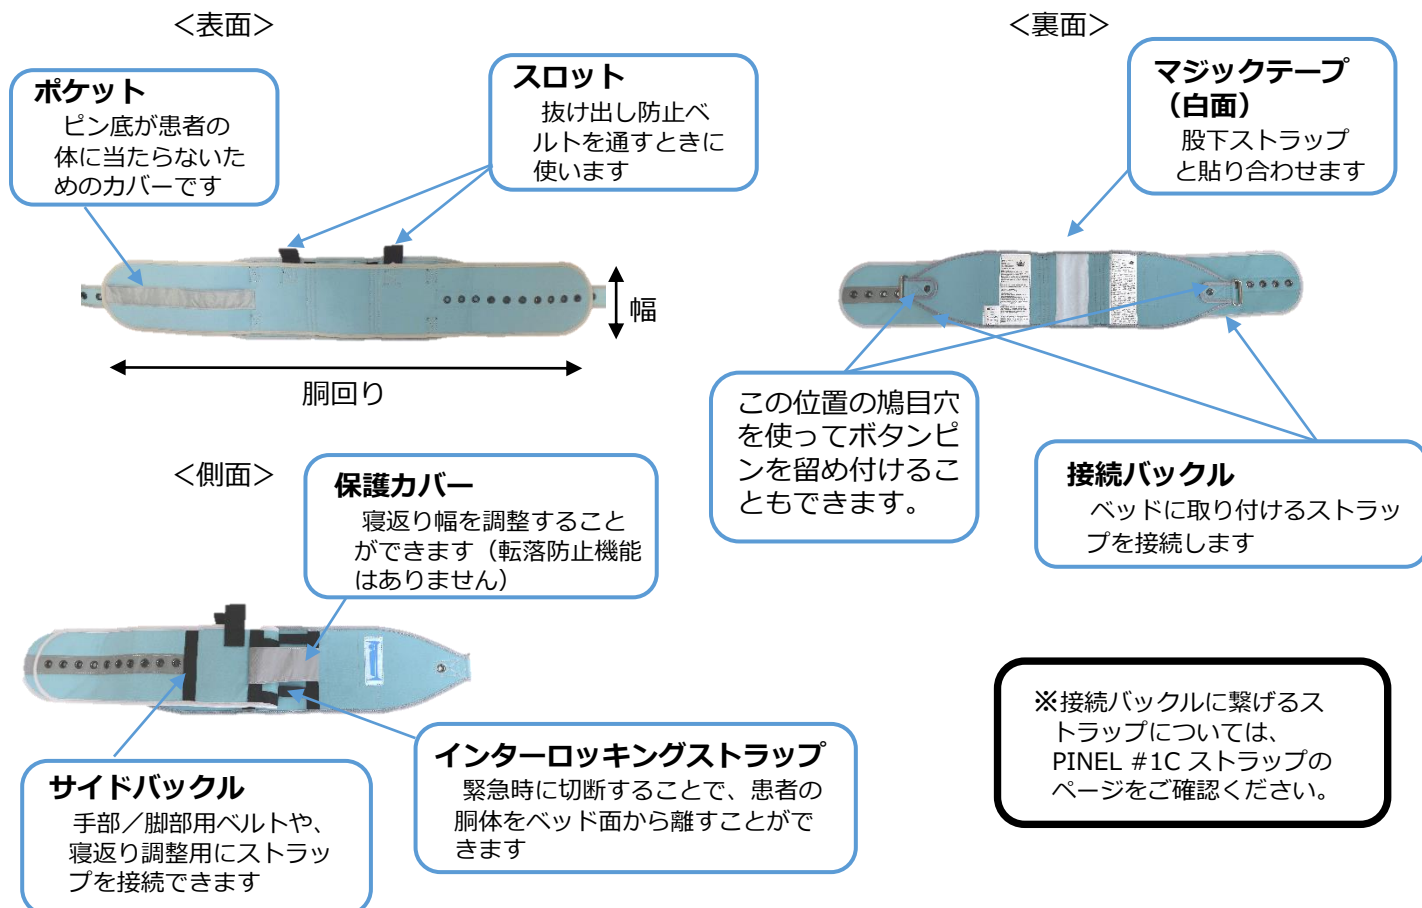 ＜表面＞
ポケット
ピン底が患者の
体に当たらないた
めのカバーです
スロット
抜け出し防止ベ
ルトを通すときに
使います
幅
胴回り
＜裏面＞
マジックテープ
（白面）
股下ストラップ
と貼り合わせます
この位置の鳩目穴
を使ってボタンピ
ンを留め付けるこ
ともできます。
接続バックル
ベッドに取り付けるストラッ
プを接続します
＜側面＞
保護カバー
寝返り幅を調整すること
ができます（転落防止機能
はありません）
サイドバックル
手部／脚部用ベルトや、
寝返り調整用にストラッ
プを接続できます
インターロッキングストラップ
緊急時に切断することで、患者の
胴体をベッド面から離すことがで
きます
※接続バックルに繋げるス
トラップについては、
PINEL #1C ストラップの
ページをご確認ください。